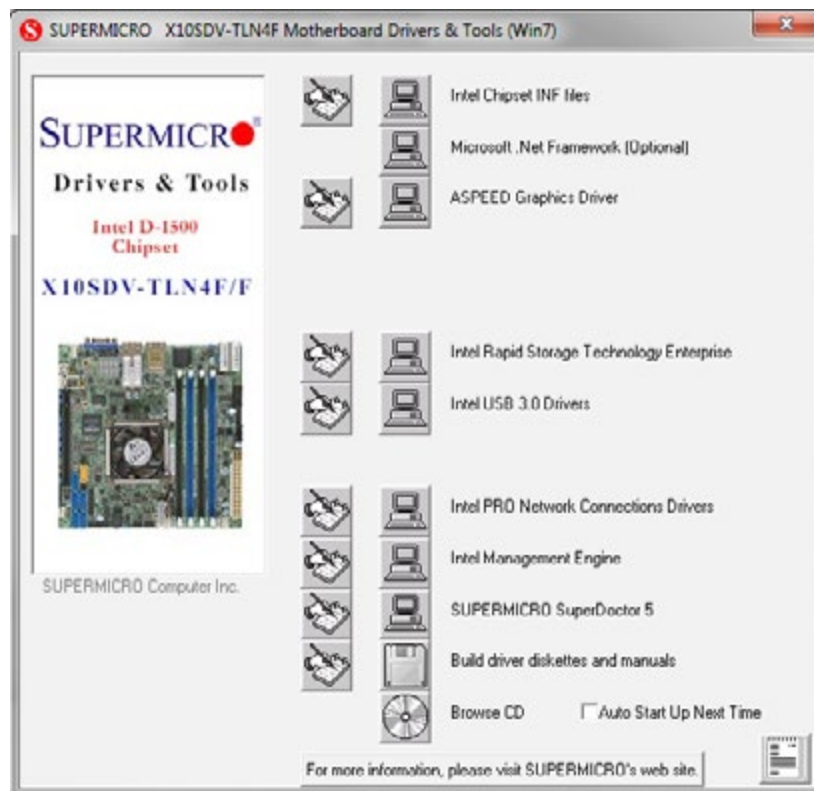 SUPERMICRO X10SDV-TLN4F Motherboard Drivers & Tools (Win7)
SUPERMICRO®
Drivers & Tools
Intel D-1500
Chipset
X10SDV-TLN4F/F
SUPERMICRO Computer Inc.
Intel Chipset INF files
Microsoft .Net Framework (Optional)
ASPEED Graphics Driver
Intel Rapid Storage Technology Enterprise
Intel USB 3.0 Drivers
Intel PRO Network Connections Drivers
Intel Management Engine
SUPERMICRO SuperDoctor 5
Build driver diskettes and manuals
Browse CD Auto Start Up Next Time
For more information, please visit SUPERMICRO's web site.